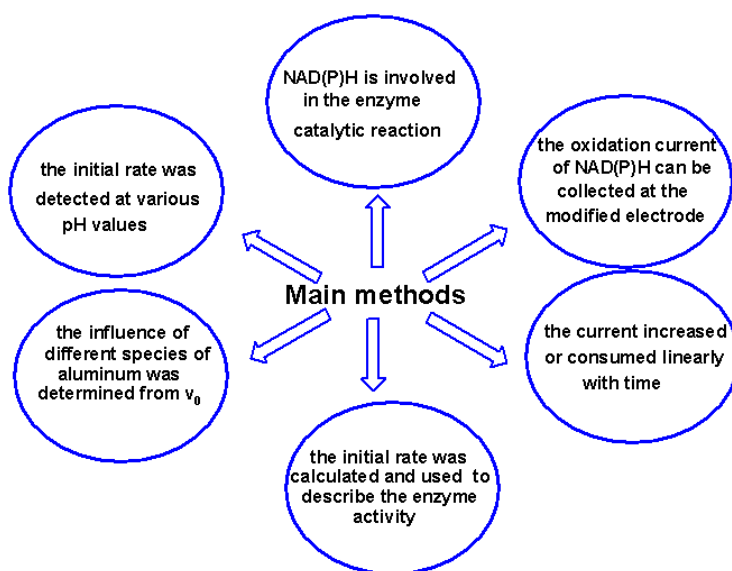 NAD(P)H is involved
in the enzyme
catalytic reaction
the oxidation current
of NAD(P)H can be
collected at the
modified electrode
the initial rate was
detected at various
pH values
Main methods
the influence of
different species of
aluminum was
determined from v₀
the current increased
or consumed linearly
with time
the initial rate was
calculated and used to
describe the enzyme
activity